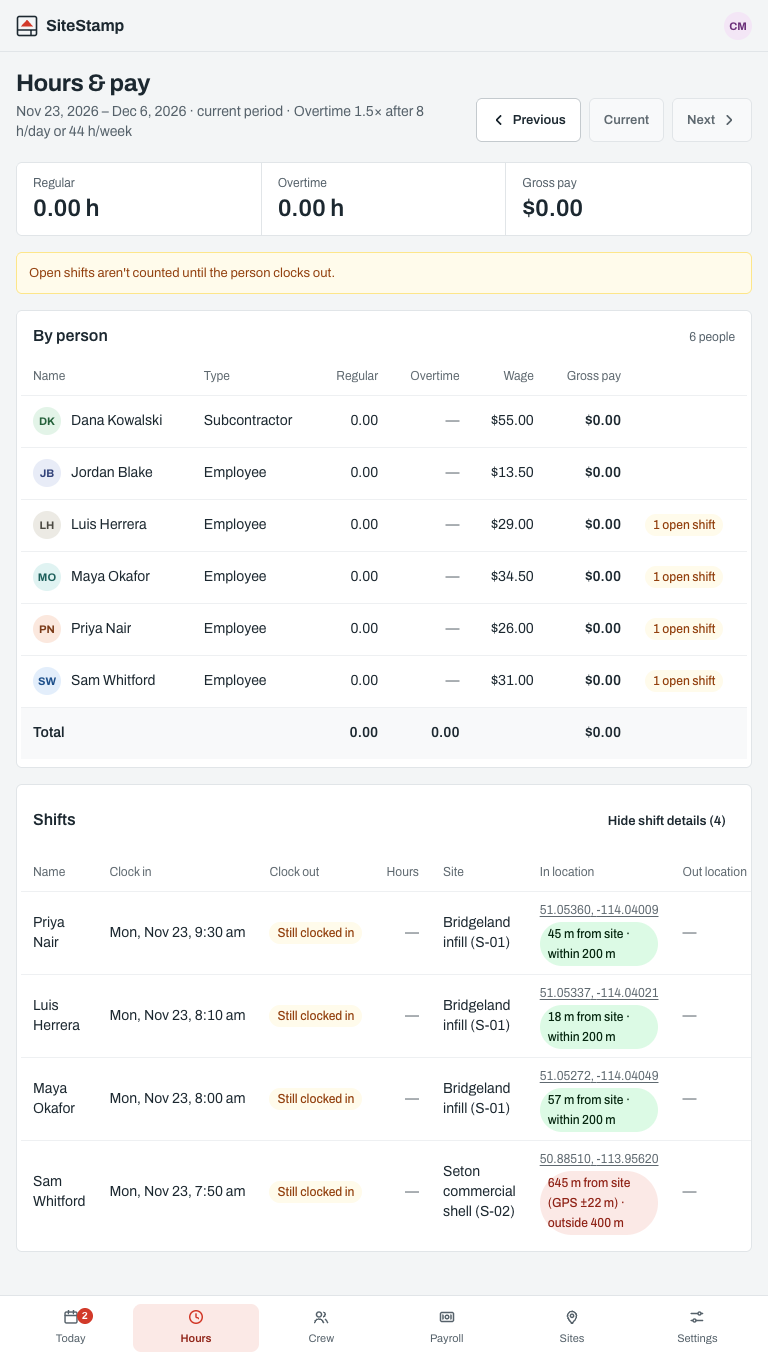 SiteStamp
CM
Hours & pay
Nov 23, 2026 – Dec 6, 2026 · current period · Overtime 1.5× after 8
h/day or 44 h/week
Previous
Current
Next
Regular
Overtime
Gross pay
0.00 h
0.00 h
$0.00
Open shifts aren't counted until the person clocks out.
By person
6 people
Name Type Regular Overtime Wage Gross pay
DK Dana Kowalski Subcontractor 0.00 — $55.00 $0.00
JB Jordan Blake Employee 0.00 — $13.50 $0.00
LH Luis Herrera Employee 0.00 — $29.00 $0.00 1 open shift
MO Maya Okafor Employee 0.00 — $34.50 $0.00 1 open shift
PN Priya Nair Employee 0.00 — $26.00 $0.00 1 open shift
SW Sam Whitford Employee 0.00 — $31.00 $0.00 1 open shift
Total 0.00 0.00 $0.00
Shifts
Hide shift details (4)
Name Clock in Clock out Hours Site In location Out location
Priya
Nair
Mon, Nov 23, 9:30 am
Still clocked in
—
Bridgeland
infill (S-01)
51.05360, -114.04009
45 m from site ·
within 200 m
—
Luis
Herrera
Mon, Nov 23, 8:10 am
Still clocked in
—
Bridgeland
infill (S-01)
51.05337, -114.04021
18 m from site ·
within 200 m
—
Maya
Okafor
Mon, Nov 23, 8:00 am
Still clocked in
—
Bridgeland
infill (S-01)
51.05272, -114.04049
57 m from site ·
within 200 m
—
Sam
Whitford
Mon, Nov 23, 7:50 am
Still clocked in
—
Seton
commercial
shell (S-02)
50.88510, -113.95620
645 m from site
(GPS ±22 m) ·
outside 400 m
—
2
Today
Hours
Crew
Payroll
Sites
Settings